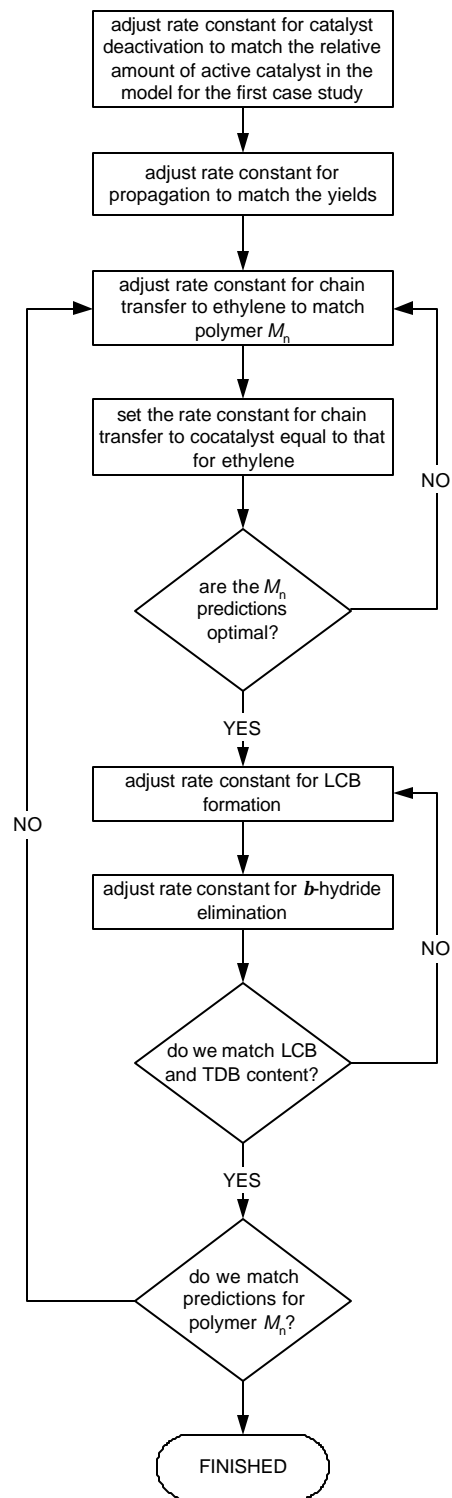 adjust rate constant for catalyst
deactivation to match the relative
amount of active catalyst in the
model for the first case study
adjust rate constant for
propagation to match the yields
adjust rate constant for chain
transfer to ethylene to match
polymer Mn
set the rate constant for chain
transfer to cocatalyst equal to that
for ethylene
NO
are the Mn
predictions
optimal?
YES
adjust rate constant for LCB
formation
NO
adjust rate constant for b-hydride
elimination
NO
do we match LCB
and TDB content?
YES
do we match
predictions for
polymer Mn?
FINISHED